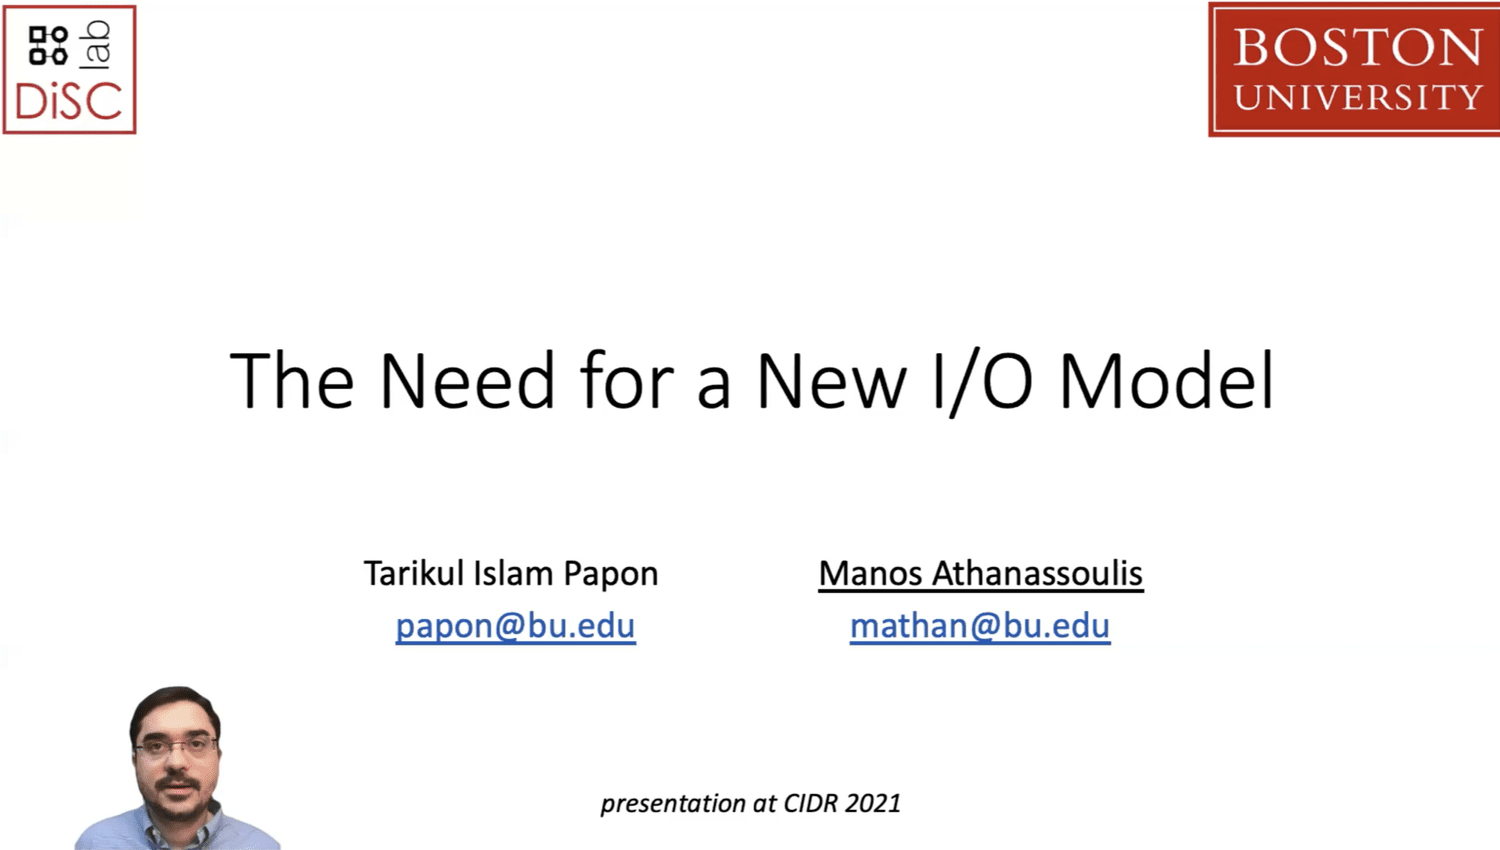 lab
DiSC
BOSTON
UNIVERSITY
The Need for a New I/O Model
Tarikul Islam Papon
papon@bu.edu
Manos Athanassoulis
mathan@bu.edu
presentation at CIDR 2021